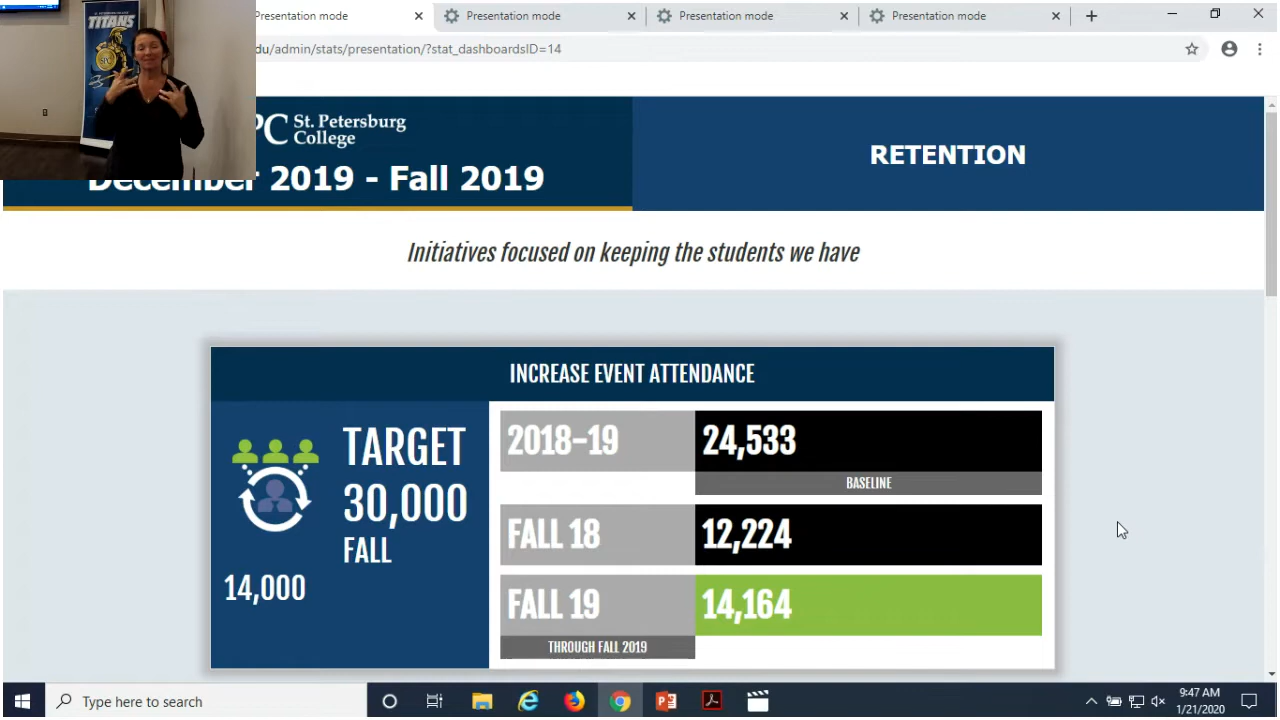 Presentation mode
Presentation mode
Presentation mode
Presentation mode
du/admin/stats/presentation/?stat_dashboardsID=14
TITANS
SPC
PC St. Petersburg
College
December 2019 - Fall 2019
RETENTION
Initiatives focused on keeping the students we have
INCREASE EVENT ATTENDANCE
TARGET
30,000
FALL
14,000
2018-19
24,533
BASELINE
FALL 18
12,224
FALL 19
14,164
THROUGH FALL 2019
Type here to search
9:47 AM
1/21/2020